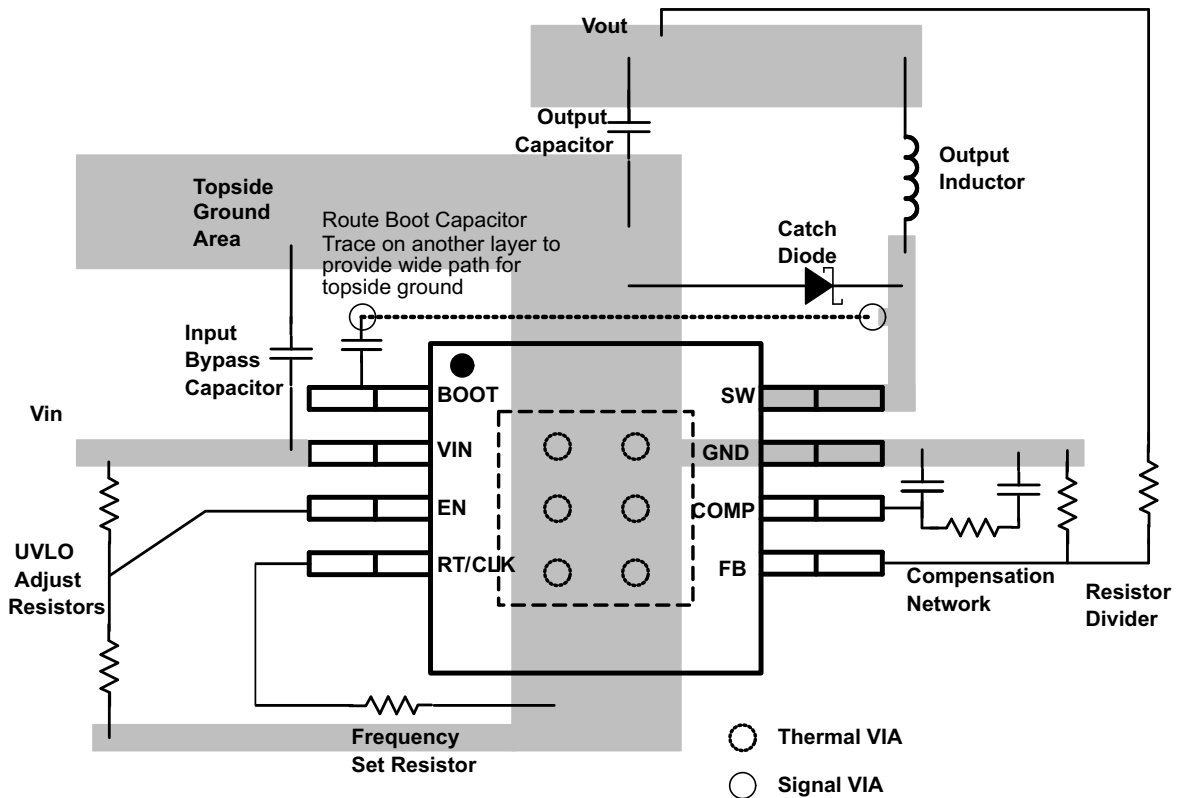 Vout
Output
Capacitor
Output
Inductor
Topside
Ground
Area
Route Boot Capacitor
Trace on another layer to
provide wide path for
topside ground
Catch
Diode
Input
Bypass
Capacitor
Vin
BOOT
VIN
EN
RT/CLK
SW
GND
COMP
FB
UVLO
Adjust
Resistors
Compensation
Network
Resistor
Divider
Frequency
Set Resistor
Thermal VIA
Signal VIA